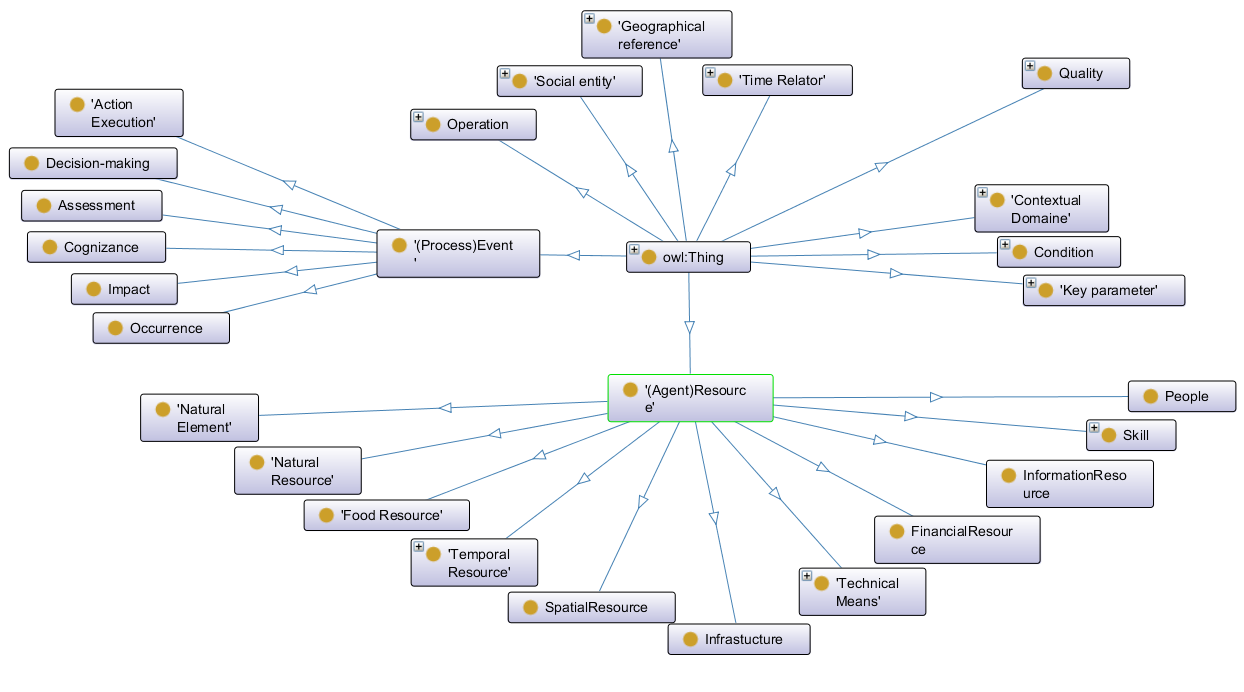 'Geographical
reference'
'Social entity'
'Time Relator'
Quality
'Action
Execution'
Operation
Decision-making
Assessment
'Contextual
Domaine'
Cognizance
'(Process)Event
'
owl:Thing
Condition
Impact
'Key parameter'
Occurrence
'(Agent)Resourc
e'
People
'Natural
Element'
Skill
'Natural
Resource'
InformationReso
urce
'Food Resource'
FinancialResour
ce
'Temporal
Resource'
'Technical
Means'
SpatialResource
Infrastucture